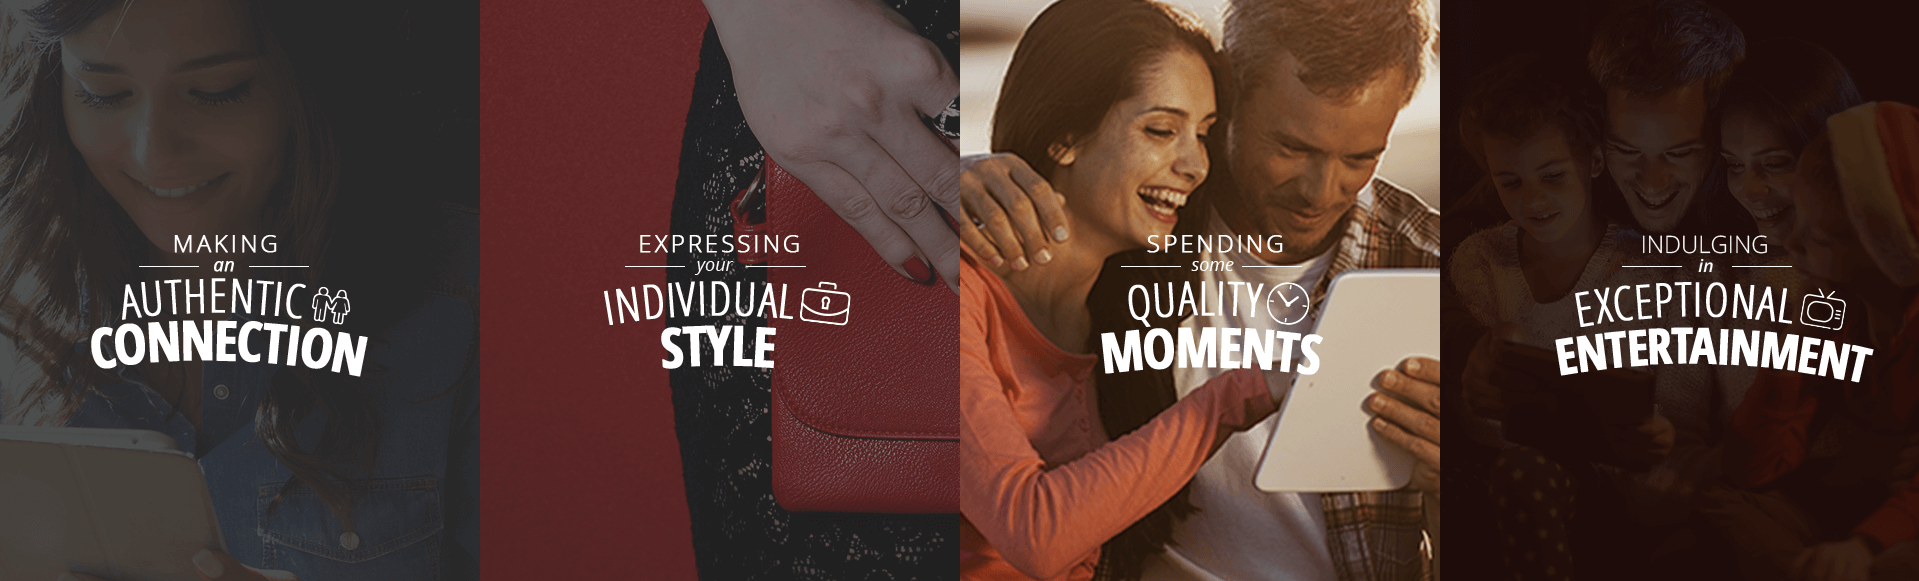 MAKING
an
AUTHENTIC
CONNECTION
EXPRESSING
your
INDIVIDUAL
STYLE
SPENDING
some
QUALITY
MOMENTS
INDULGING
in
EXCEPTIONAL
ENTERTAINMENT